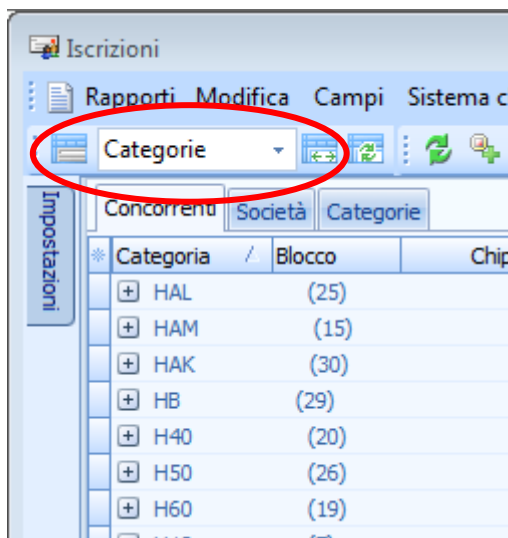 Iscrizioni
Rapporti Modifica Campi Sistema c
Categorie
Impostazioni
Concorrenti Società Categorie
Categoria Blocco Chip
HAL (25)
HAM (15)
HAK (30)
HB (29)
H40 (20)
H50 (26)
H60 (19)